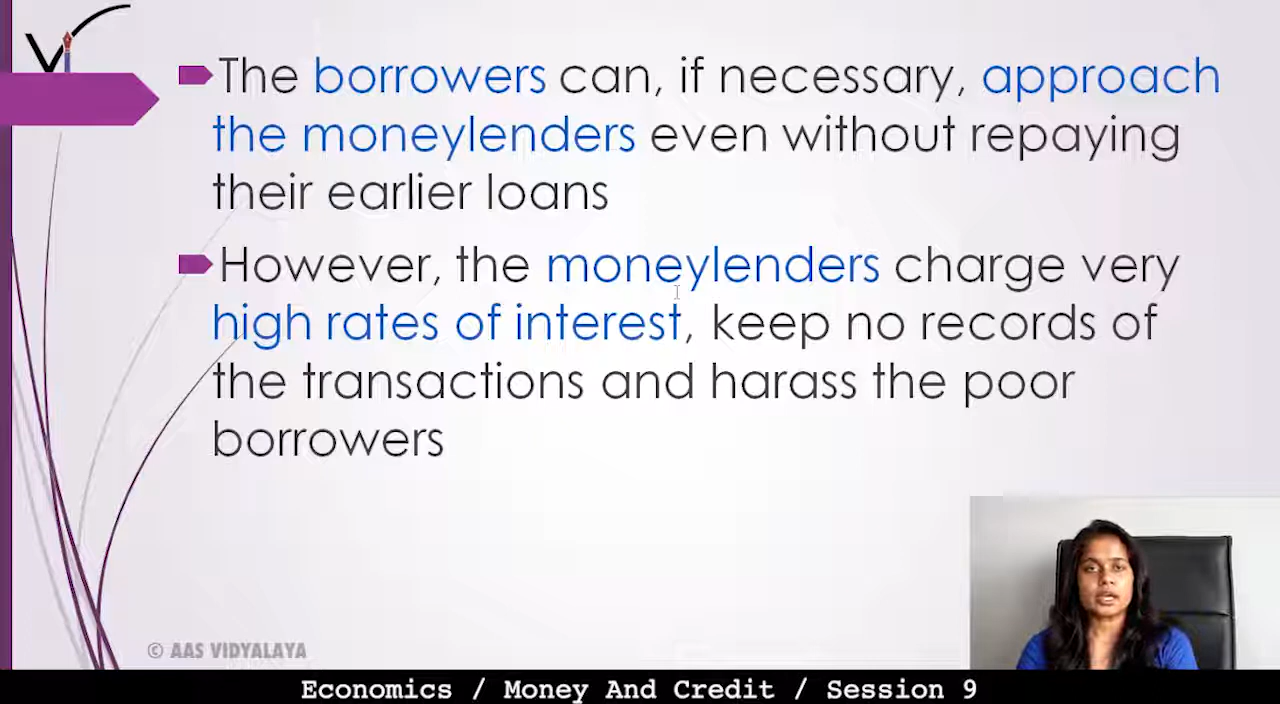 The borrowers can, if necessary, approach
the moneylenders even without repaying
their earlier loans
However, the moneylenders charge very
high rates of interest, keep no records of
the transactions and harass the poor
borrowers
© AAS VIDYALAYA
Economics / Money And Credit / Session 9